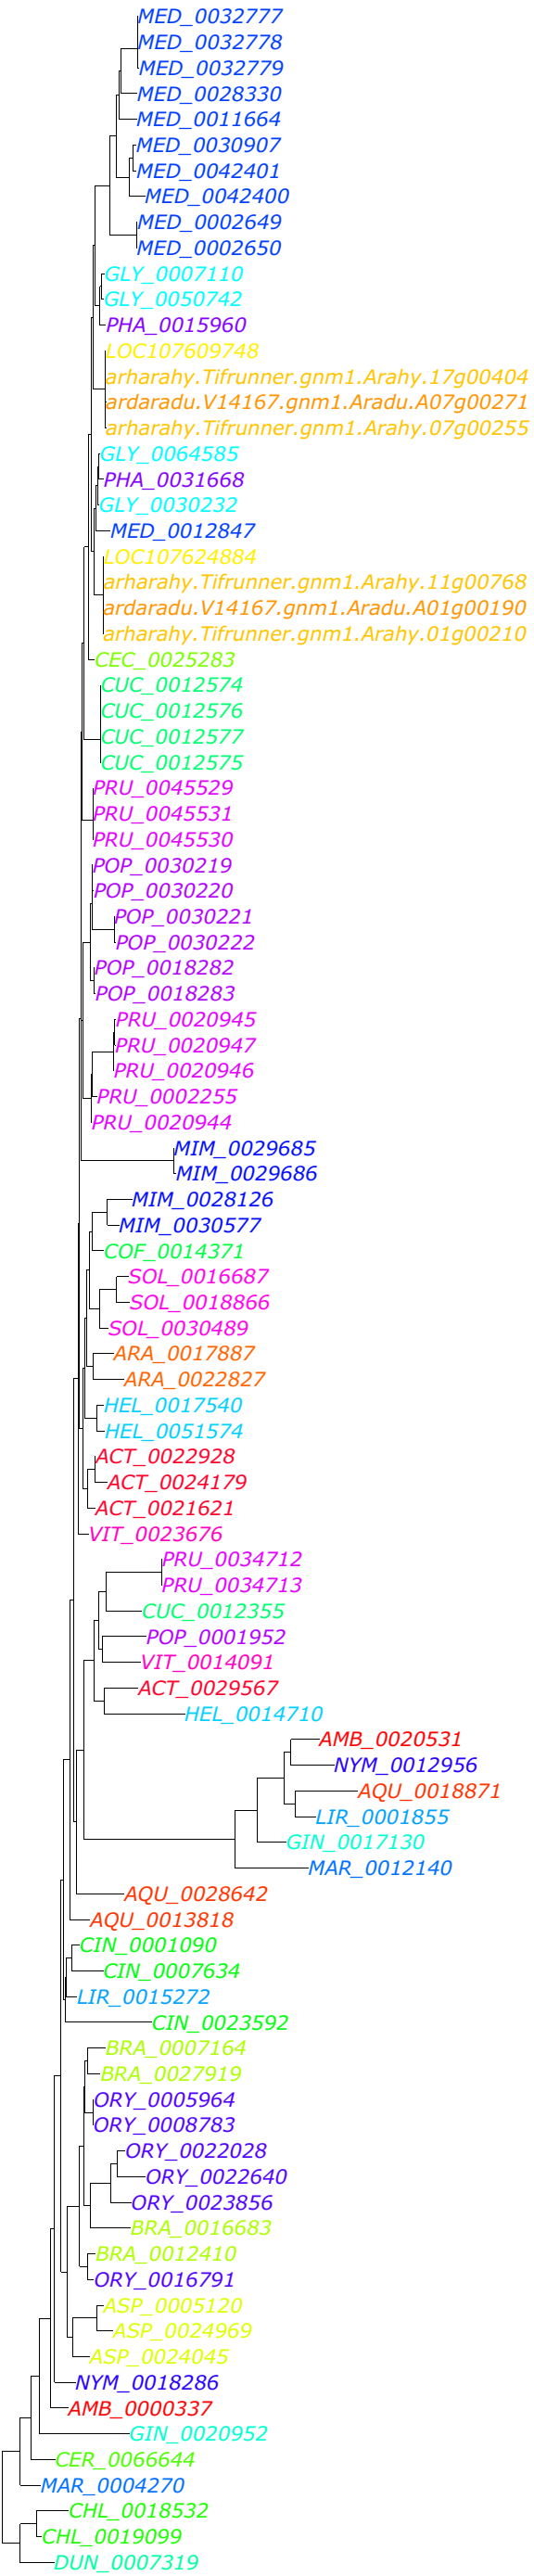 MED_0032777
MED_0032778
MED_0032779
MED_0028330
MED_0011664
MED_0030907
MED_0042401
MED_0042400
MED_0002649
MED_0002650
GLY_0007110
GLY_0050742
PHA_0015960
LOC107609748
arharahy.Tifrunner.gnm1.Arahy.17g00404
ardaradu.V14167.gnm1.Aradu.A07g00271
arharahy.Tifrunner.gnm1.Arahy.07g00255
GLY_0064585
PHA_0031668
GLY_0030232
MED_0012847
LOC107624884
arharahy.Tifrunner.gnm1.Arahy.11g00768
ardaradu.V14167.gnm1.Aradu.A01g00190
arharahy.Tifrunner.gnm1.Arahy.01g00210
CEC_0025283
CUC_0012574
CUC_0012576
CUC_0012577
CUC_0012575
PRU_0045529
PRU_0045531
PRU_0045530
POP_0030219
POP_0030220
POP_0030221
POP_0030222
POP_0018282
POP_0018283
PRU_0020945
PRU_0020947
PRU_0020946
PRU_0002255
PRU_0020944
MIM_0029685
MIM_0029686
MIM_0028126
MIM_0030577
COF_0014371
SOL_0016687
SOL_0018866
SOL_0030489
ARA_0017887
ARA_0022827
HEL_0017540
HEL_0051574
ACT_0022928
ACT_0024179
ACT_0021621
VIT_0023676
PRU_0034712
PRU_0034713
CUC_0012355
POP_0001952
VIT_0014091
ACT_0029567
HEL_0014710
AMB_0020531
NYM_0012956
AQU_0018871
LIR_0001855
GIN_0017130
MAR_0012140
AQU_0028642
AQU_0013818
CIN_0001090
CIN_0007634
LIR_0015272
CIN_0023592
BRA_0007164
BRA_0027919
ORY_0005964
ORY_0008783
ORY_0022028
ORY_0022640
ORY_0023856
BRA_0016683
BRA_0012410
ORY_0016791
ASP_0005120
ASP_0024969
ASP_0024045
NYM_0018286
AMB_0000337
GIN_0020952
CER_0066644
MAR_0004270
CHL_0018532
CHL_0019099
DUN_0007319